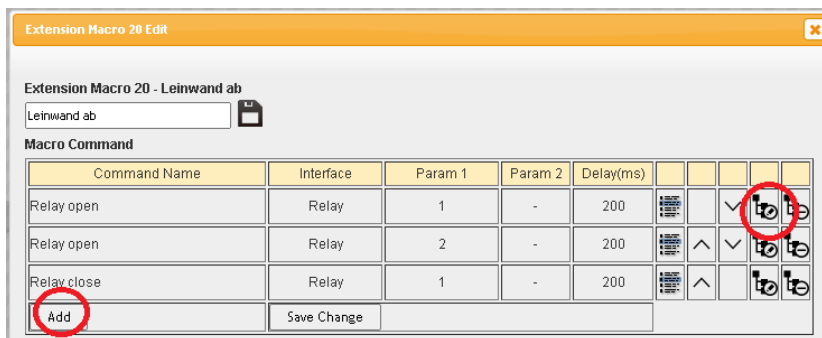 Extension Macro 20 Edit
Extension Macro 20 - Leinwand ab
Leinwand ab
Macro Command
Command Name Interface Param 1 Param 2 Delay(ms)
Relay open Relay 1 - 200
Relay open Relay 2 - 200
Relay close Relay 1 - 200
Add Save Change